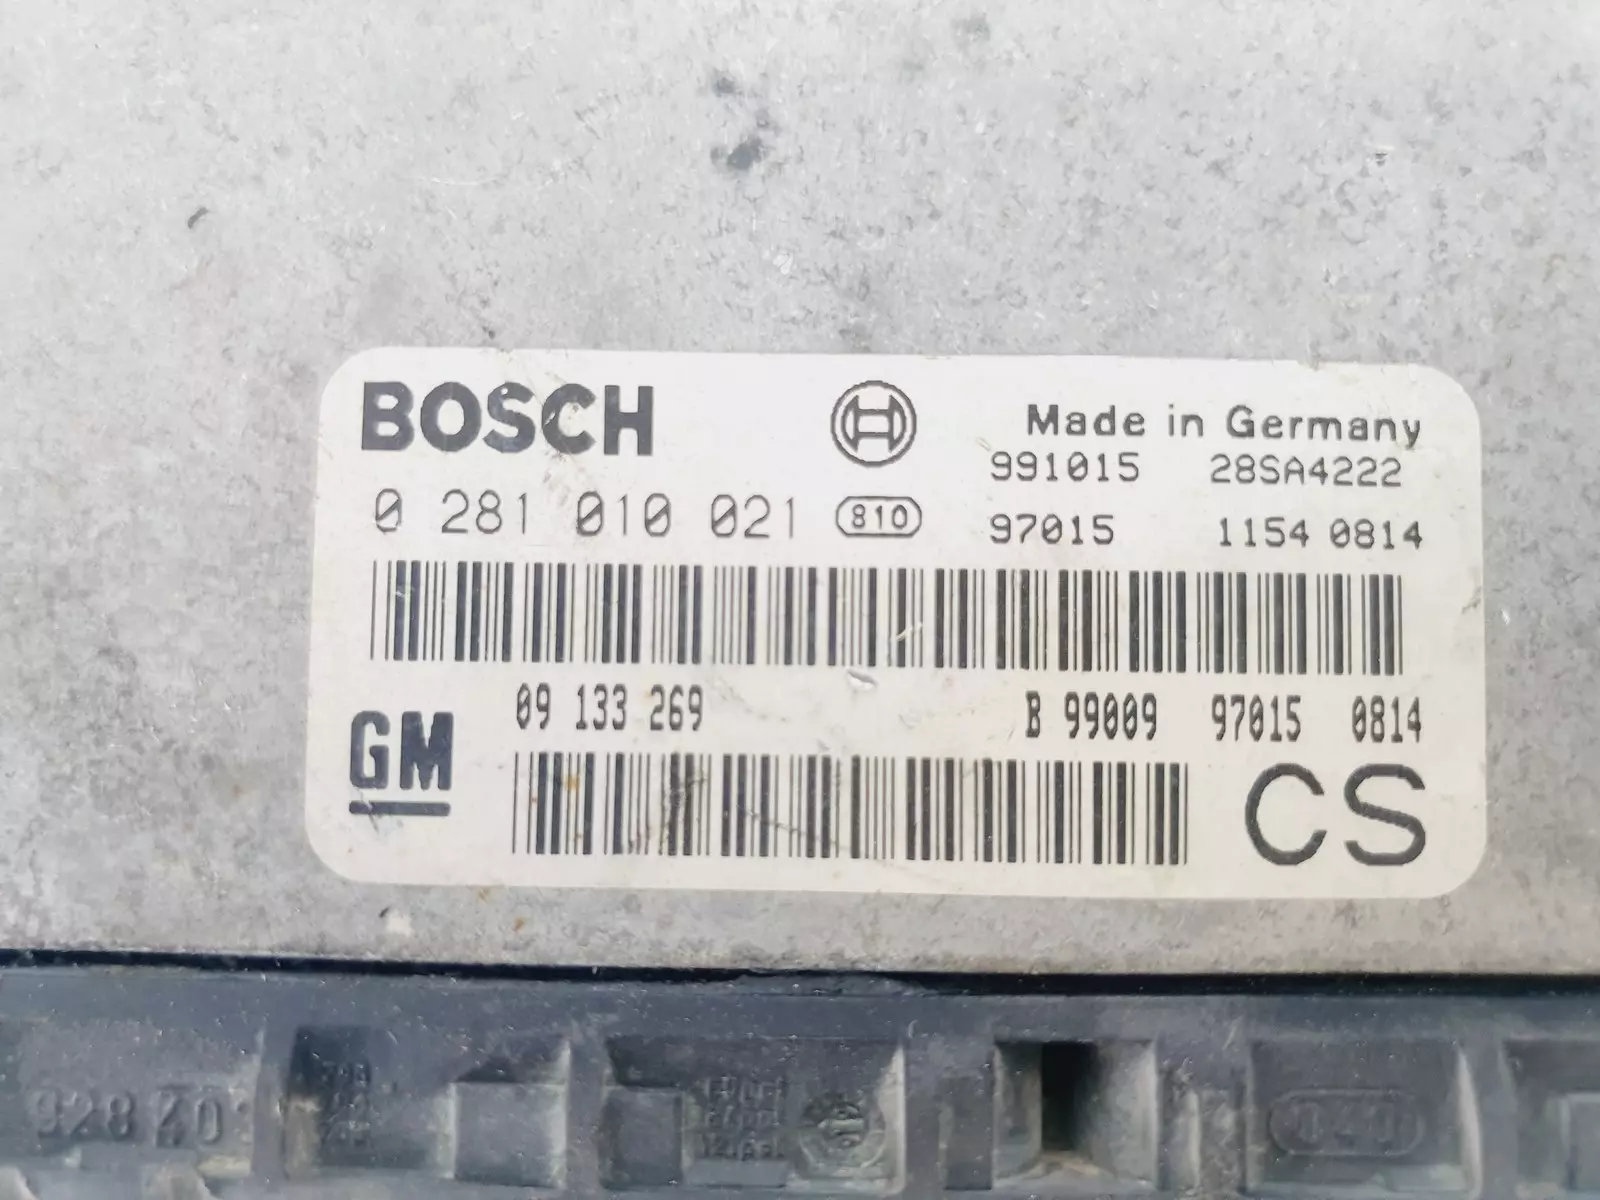 BOSCH
Made in Germany
991015 28SA4222
0 281 010 021 810
97015 1154 0814
09 133 269 B 99009 97015 0814
GM
CS
928